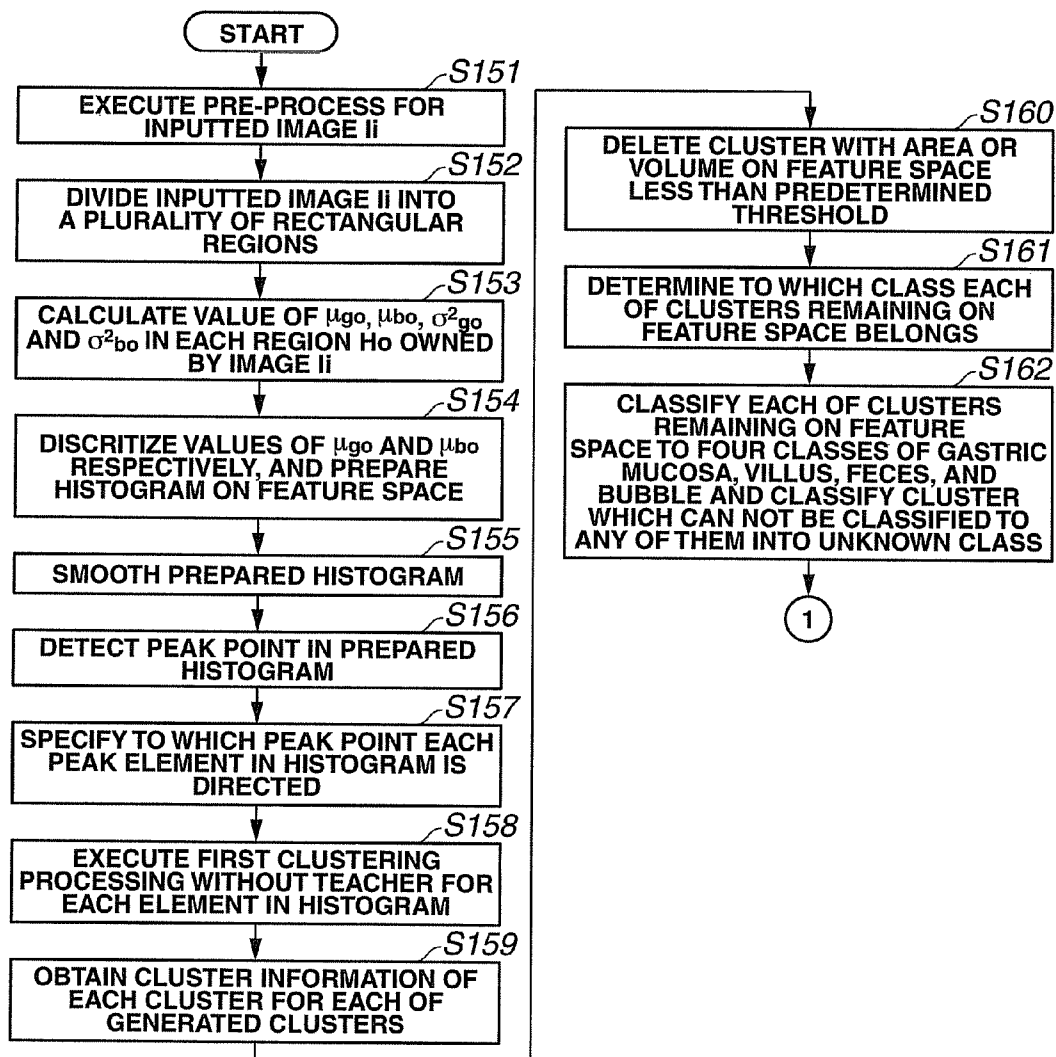 START
S151
EXECUTE PRE-PROCESS FOR
INPUTTED IMAGE Ii
S152
DIVIDE INPUTTED IMAGE Ii INTO
A PLURALITY OF RECTANGULAR
REGIONS
S153
CALCULATE VALUE OF μgo, μbo, σ²go
AND σ²bo IN EACH REGION Ho OWNED
BY IMAGE Ii
S154
DISCRITIZE VALUES OF μgo AND μbo
RESPECTIVELY, AND PREPARE
HISTOGRAM ON FEATURE SPACE
S155
SMOOTH PREPARED HISTOGRAM
S156
DETECT PEAK POINT IN PREPARED
HISTOGRAM
S157
SPECIFY TO WHICH PEAK POINT EACH
PEAK ELEMENT IN HISTOGRAM IS
DIRECTED
S158
EXECUTE FIRST CLUSTERING
PROCESSING WITHOUT TEACHER FOR
EACH ELEMENT IN HISTOGRAM
S159
OBTAIN CLUSTER INFORMATION OF
EACH CLUSTER FOR EACH OF
GENERATED CLUSTERS
S160
DELETE CLUSTER WITH AREA OR
VOLUME ON FEATURE SPACE
LESS THAN PREDETERMINED
THRESHOLD
S161
DETERMINE TO WHICH CLASS EACH
OF CLUSTERS REMAINING ON
FEATURE SPACE BELONGS
S162
CLASSIFY EACH OF CLUSTERS
REMAINING ON FEATURE
SPACE TO FOUR CLASSES OF GASTRIC
MUCOSA, VILLUS, FECES, AND
BUBBLE AND CLASSIFY CLUSTER
WHICH CAN NOT BE CLASSIFIED TO
ANY OF THEM INTO UNKNOWN CLASS
1